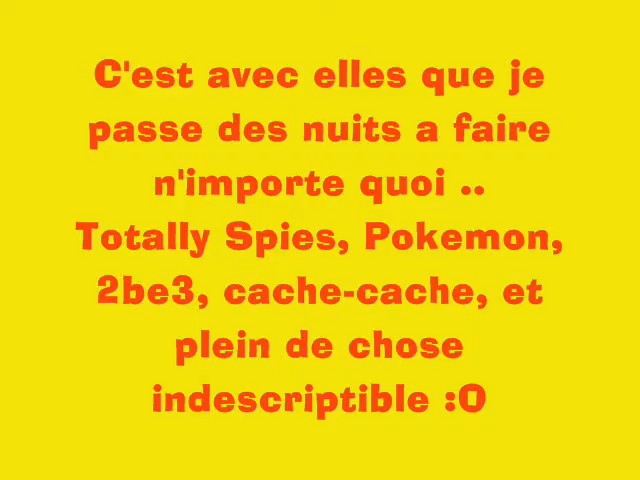 C'est avec elles que je
passe des nuits a faire
n'importe quoi ..
Totally Spies, Pokemon,
2be3, cache-cache, et
plein de chose
indescriptible :O